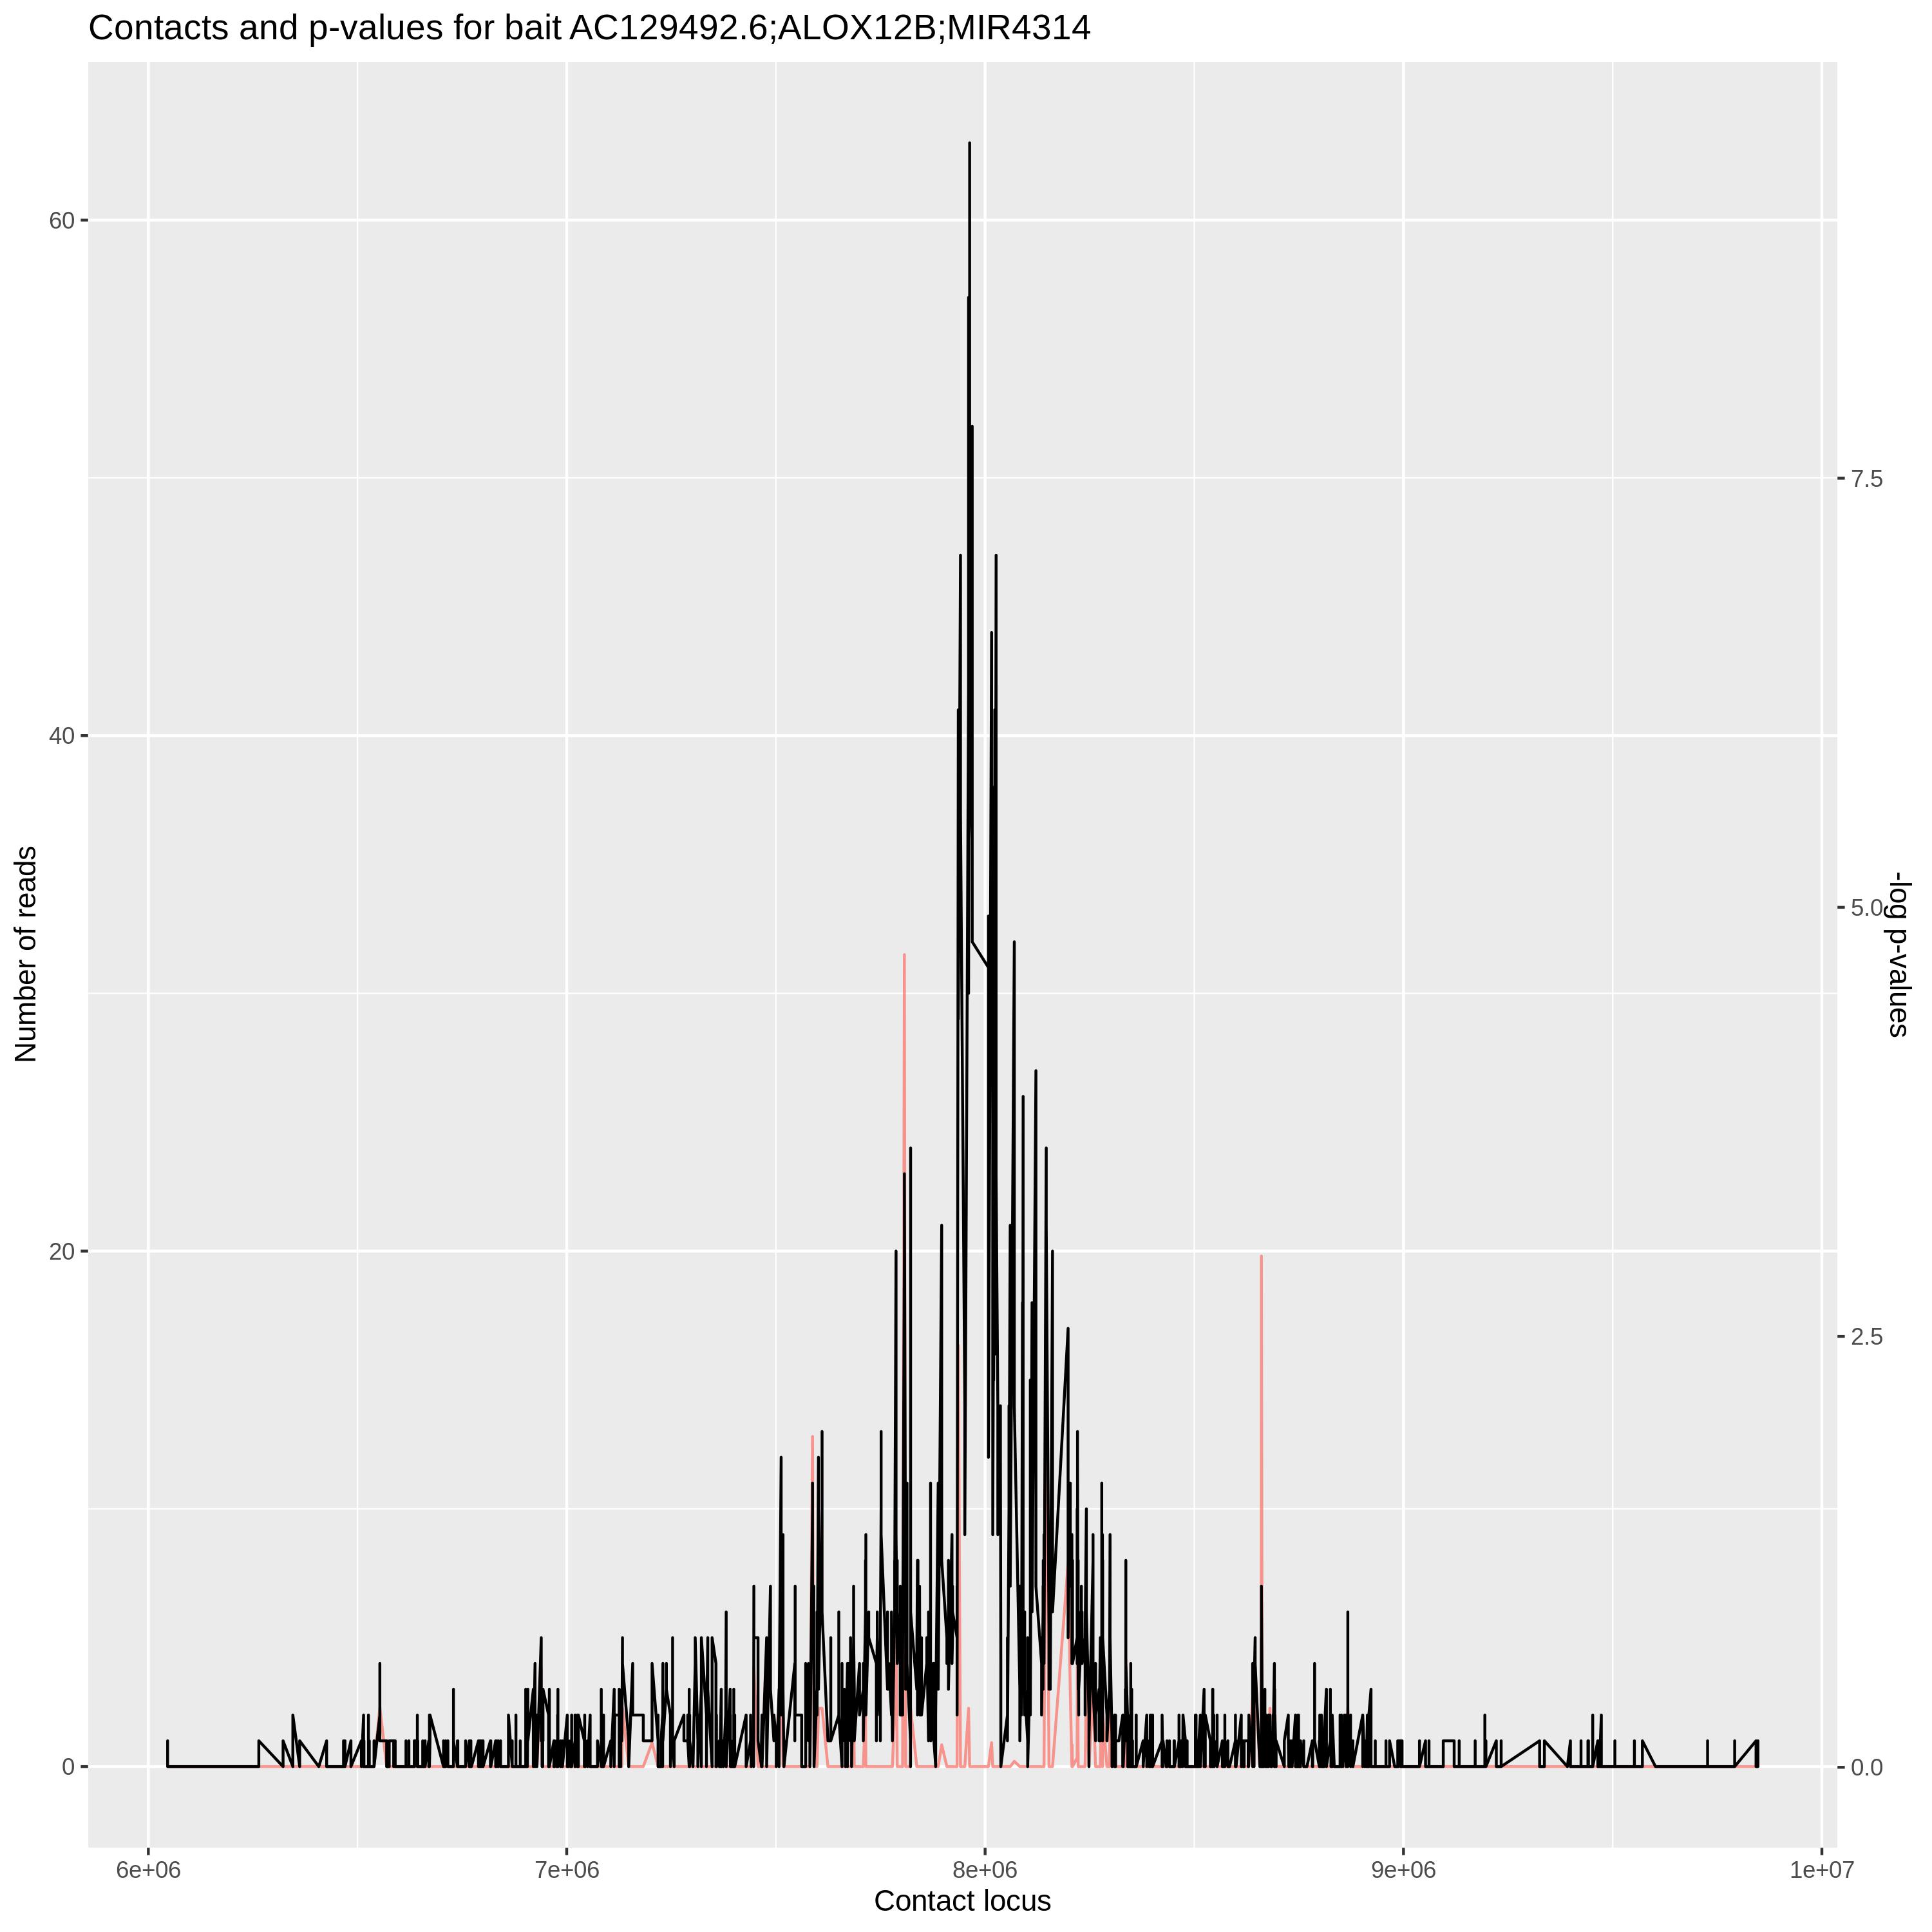 Contacts and p-values for bait AC129492.6;ALOX12B;MIR4314
60
40
20
0
Number of reads
7.5
5.0
2.5
0.0
-log p-values
6e+06 7e+06 8e+06 9e+06 1e+07
Contact locus